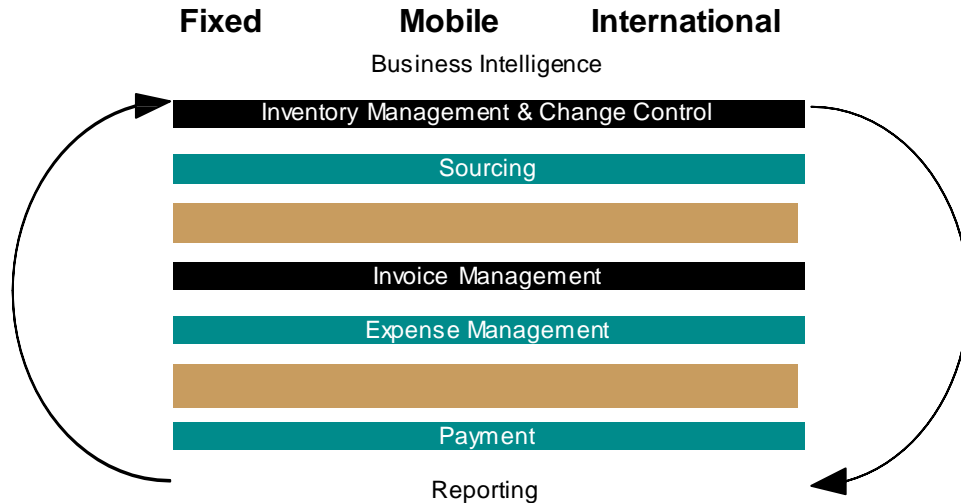 Fixed Mobile International
Business Intelligence
Inventory Management & Change Control
Sourcing
Invoice Management
Expense Management
Payment
Reporting